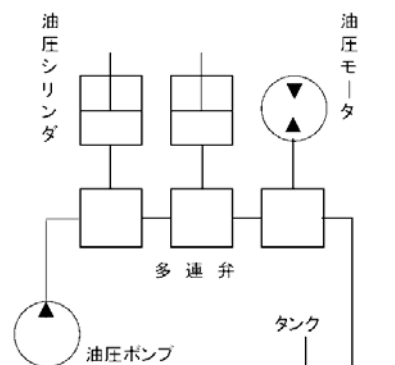 油圧シリンダ
油圧モータ
多連弁
タンク
油圧ポンプ